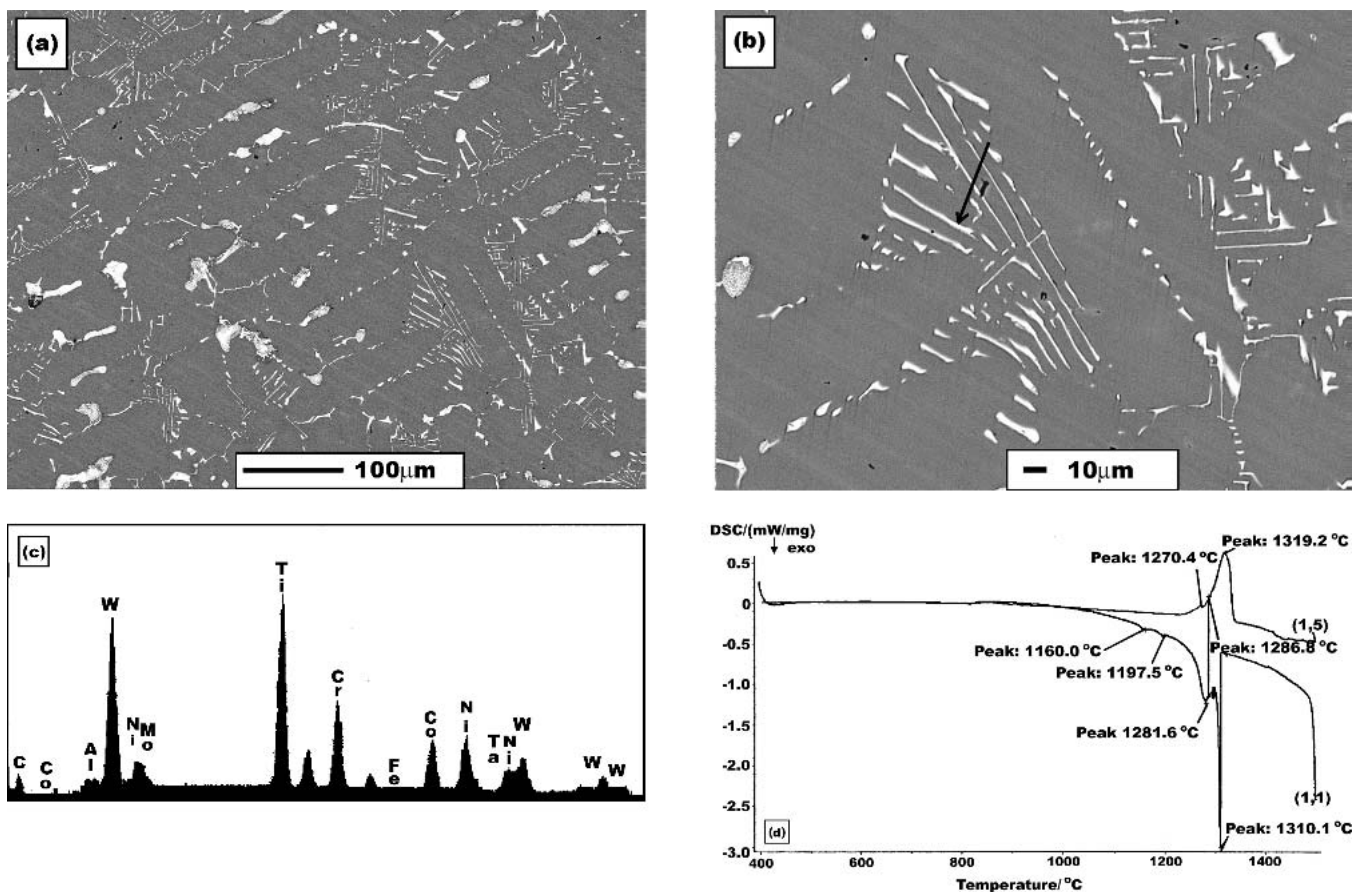 (a)
100μm
(b)
10μm
(c)
C
Co
Al
W
Ni
Mo
Ti
Cr
Fe
Co
Ni
Ta
Ni
W
W
W
DSC/(mW/mg)
exo
Peak: 1319.2 °C
Peak: 1270.4 °C
0.5
0
(1,5)
-0.5
Peak: 1286.8 °C
Peak: 1160.0 °C
Peak: 1197.5 °C
-1.0
-1.5
Peak 1281.6 °C
-2.0
(1,1)
-2.5
Peak: 1310.1 °C
(d)
-3.0
400
600
800
1000
1200
1400
Temperature/ °C